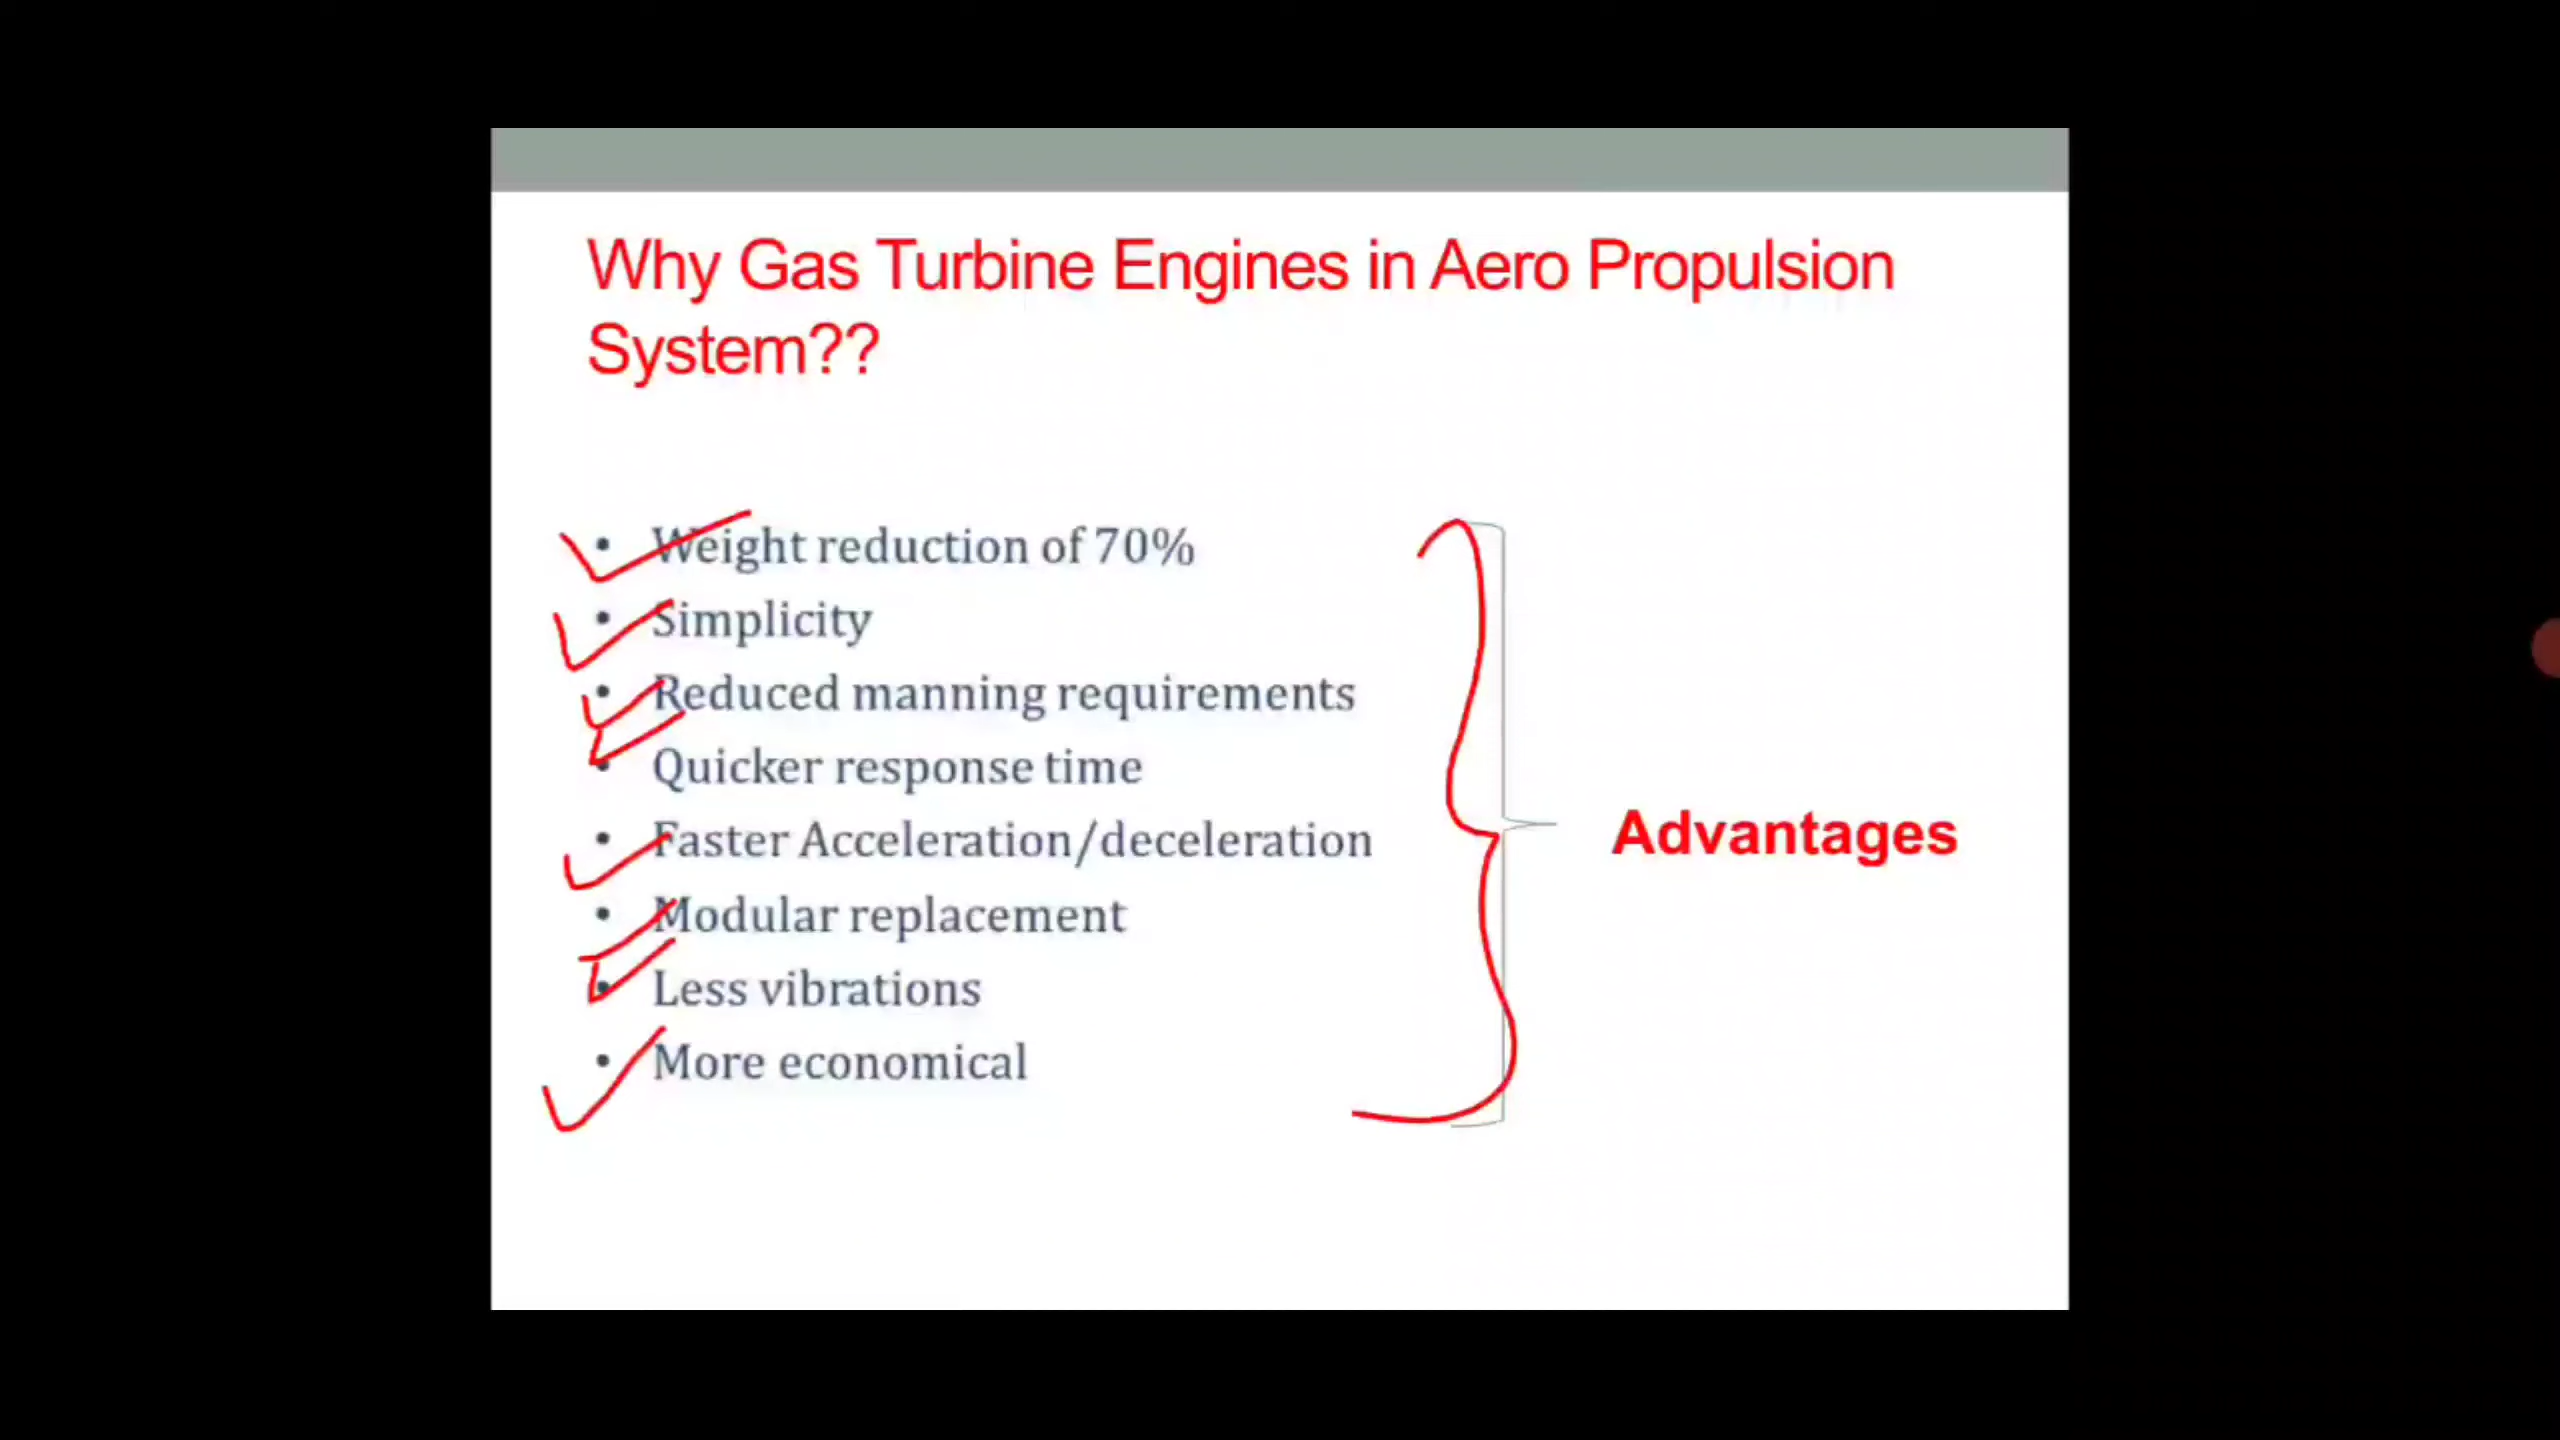 Why Gas Turbine Engines in Aero Propulsion
System??
• Weight reduction of 70%
• Simplicity
• Reduced manning requirements
• Quicker response time
• Faster Acceleration/deceleration
• Modular replacement
• Less vibrations
• More economical
Advantages